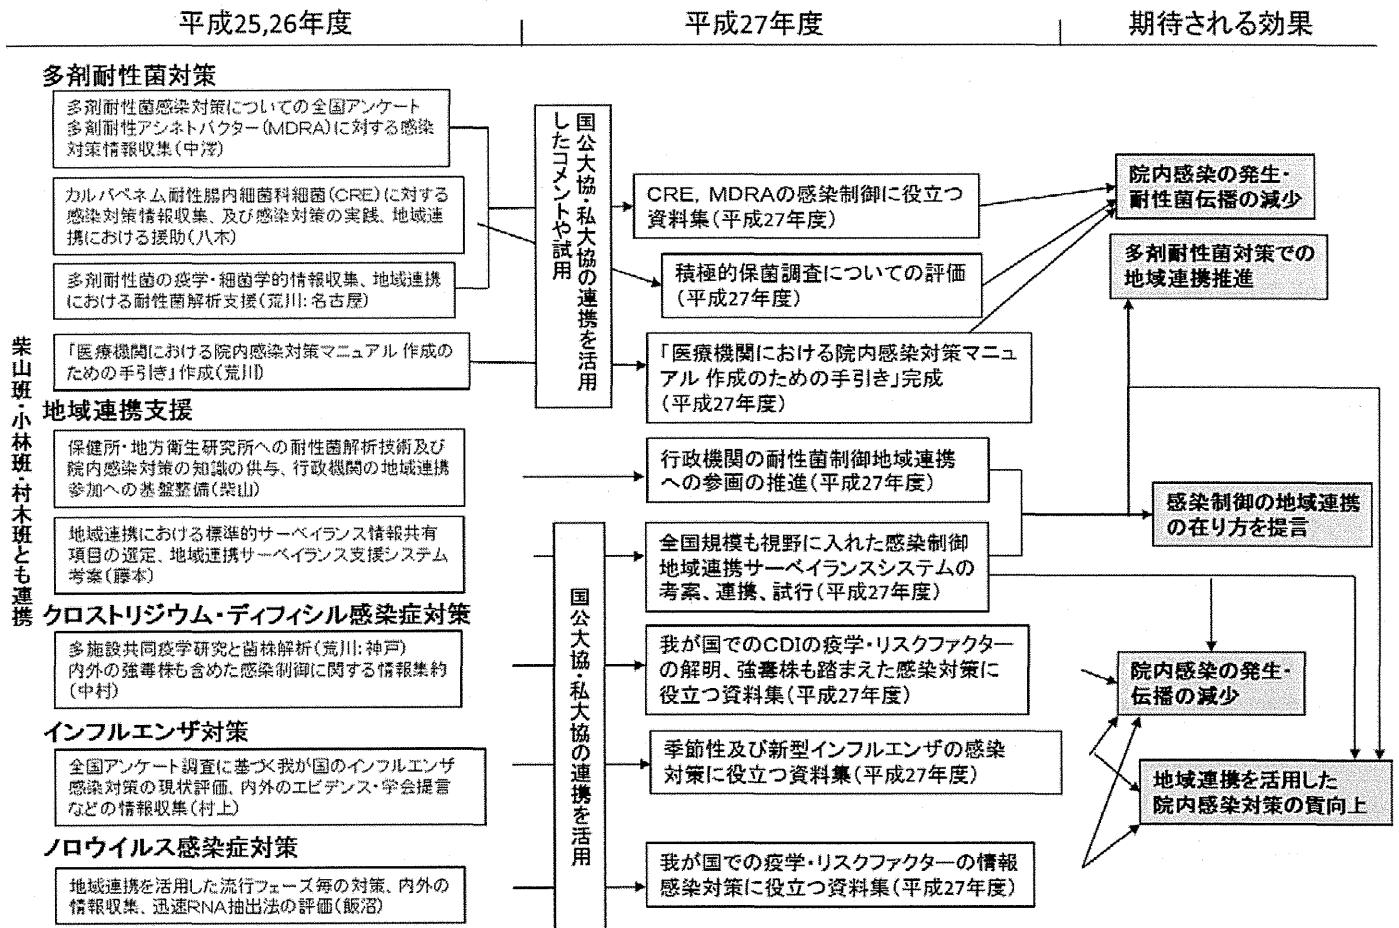 平成25,26年度
平成27年度
期待される効果
柴山班・小林班・村木班とも連携
多剤耐性菌対策
多剤耐性菌感染対策についての全国アンケート
多剤耐性アシネトバクター(MDRA)に対する感染
対策情報収集(中澤)
カルバペネム耐性腸内細菌科細菌(CRE)に対する
感染対策情報収集、及び感染対策の実践、地域連
携における援助(八木)
多剤耐性菌の疫学・細菌学的情報収集、地域連携
における耐性菌解析支援(荒川:名古屋)
「医療機関における院内感染対策マニュアル 作成の
ための手引き」作成(荒川)
地域連携支援
保健所・地方衛生研究所への耐性菌解析技術及び
院内感染対策の知識の供与、行政機関の地域連携
参加への基盤整備(柴山)
地域連携における標準的サーベイランス情報共有
項目の選定、地域連携サーベイランス支援システム
考案(藤本)
クロストリジウム・ディフィシル感染症対策
多施設共同疫学研究と菌株解析(荒川:神戸)
内外の強毒株も含めた感染制御に関する情報集約
(中村)
インフルエンザ対策
全国アンケート調査に基づく我が国のインフルエンザ
感染対策の現状評価、内外のエビデンス・学会提言
などの情報収集(村上)
ノロウイルス感染症対策
地域連携を活用した流行フェーズ毎の対策、内外の
情報収集、迅速RNA抽出法の評価(飯沼)
国公大協・私大協の連携を活用
したコメントや試用
国公大協・私大協の連携を活用
CRE, MDRAの感染制御に役立つ
資料集(平成27年度)
積極的保菌調査についての評価
(平成27年度)
「医療機関における院内感染対策マニュ
アル 作成のための手引き」完成
(平成27年度)
行政機関の耐性菌制御地域連携
への参画の推進(平成27年度)
全国規模も視野に入れた感染制御
地域連携サーベイランスシステムの
考案、連携、試行(平成27年度)
我が国でのCDIの疫学・リスクファクター
の解明、強毒株も踏まえた感染対策に
役立つ資料集(平成27年度)
季節性及び新型インフルエンザの感染
対策に役立つ資料集(平成27年度)
我が国での疫学・リスクファクターの情報
感染対策に役立つ資料集(平成27年度)
院内感染の発生・
耐性菌伝播の減少
多剤耐性菌対策での
地域連携推進
感染制御の地域連携
の在り方を提言
院内感染の発生・
伝播の減少
地域連携を活用した
院内感染対策の質向上